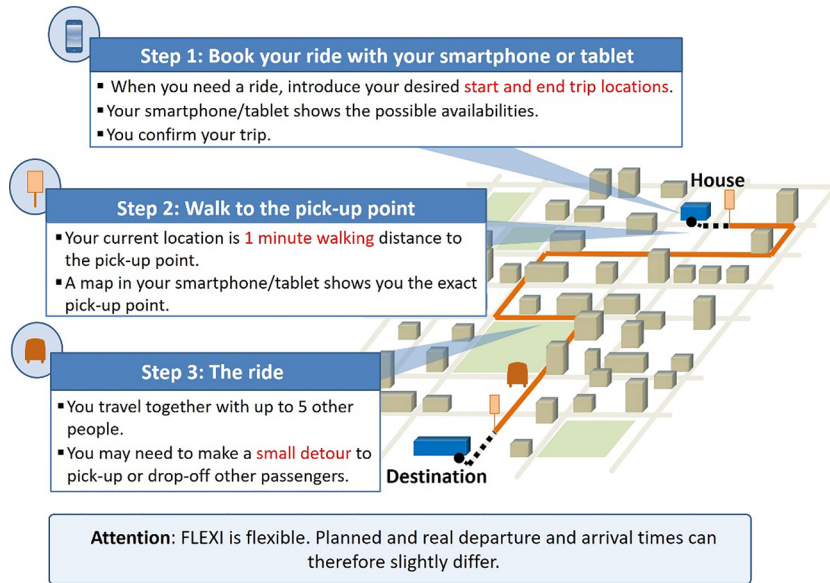 Step 1: Book your ride with your smartphone or tablet
▪ When you need a ride, introduce your desired start and end trip locations.
▪ Your smartphone/tablet shows the possible availabilities.
▪ You confirm your trip.
House
Step 2: Walk to the pick-up point
▪ Your current location is 1 minute walking distance to
the pick-up point.
▪ A map in your smartphone/tablet shows you the exact
pick-up point.
Step 3: The ride
▪ You travel together with up to 5 other
people.
▪ You may need to make a small detour to
pick-up or drop-off other passengers.
Destination
Attention: FLEXI is flexible. Planned and real departure and arrival times can
therefore slightly differ.